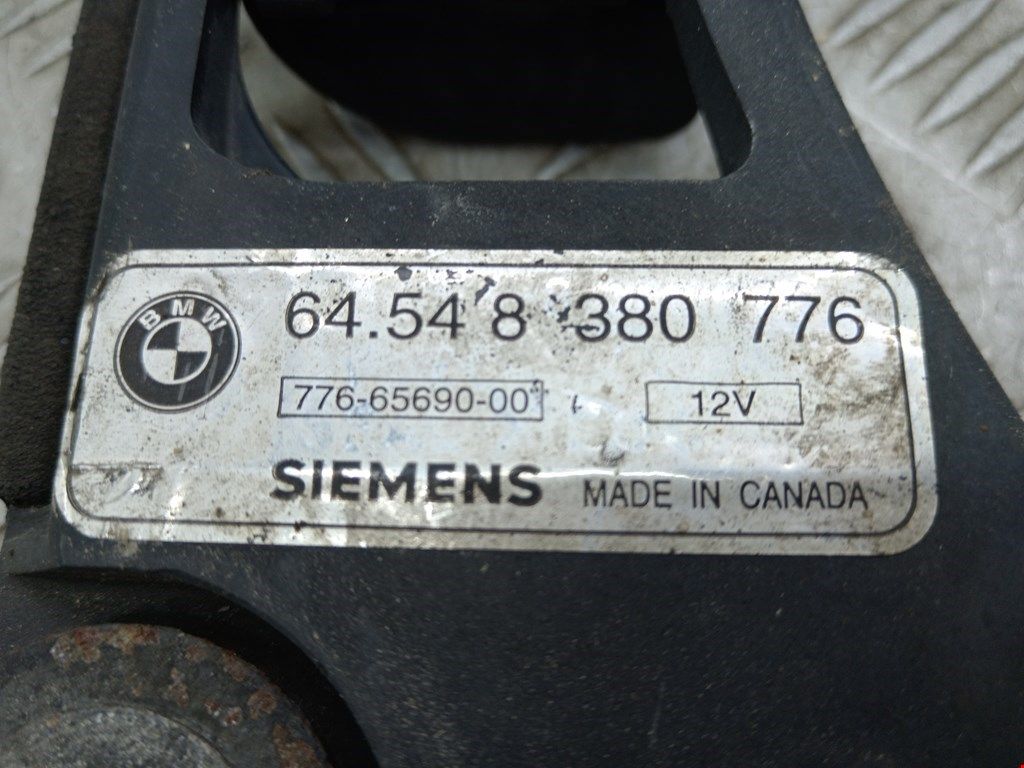 BMW
64.54 8 380 776
776-65690-00 12V
SIEMENS MADE IN CANADA